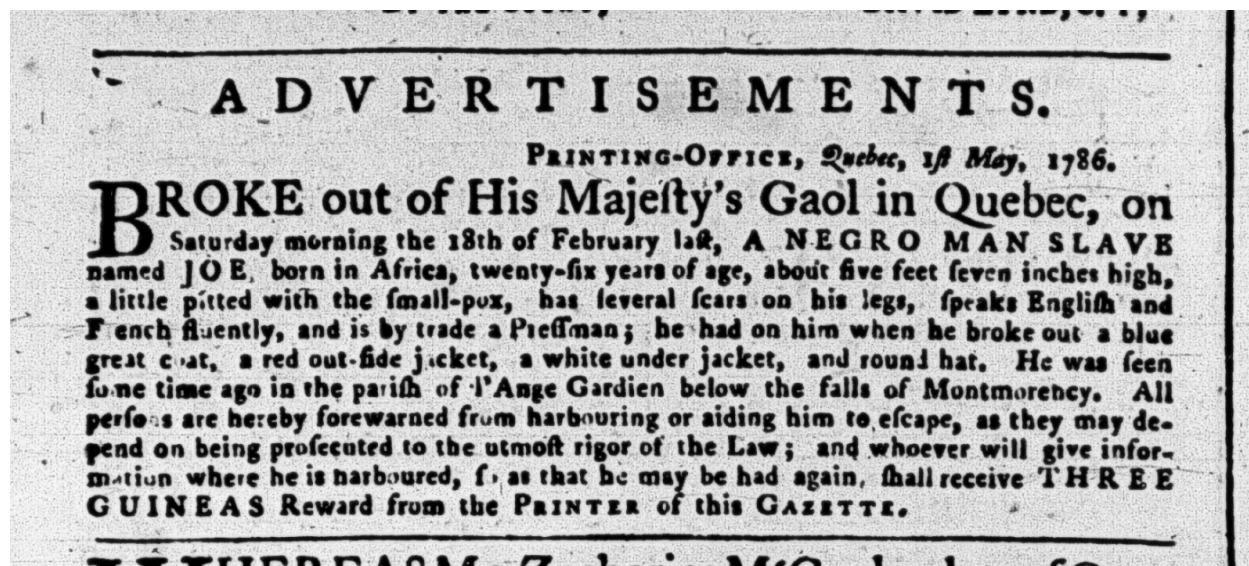 ADVERTISEMENTS.
PRINTING-OFFICE, Quebec, 1ſt May, 1786.
BROKE out of His Majeſty's Gaol in Quebec, on
Saturday morning the 18th of February laſt, A NEGRO MAN SLAVE
named JOE, born in Africa, twenty-ſix years of age, about five feet ſeven inches high,
a little pitted with the ſmall-pox, has ſeveral ſcars on his legs, ſpeaks Engliſh and
F ench fluently, and is by trade a Preſſman; he had on him when he broke out a blue
great coat, a red out-ſide jacket, a white under jacket, and round hat. He was ſeen
ſome time ago in the pariſh of l'Ange Gardien below the falls of Montmorency. All
perſons are hereby forewarned from harbouring or aiding him to eſcape, as they may de-
pend on being proſecuted to the utmoſt rigor of the Law; and whoever will give infor-
mation where he is harboured, ſo as that he may be had again, ſhall receive THREE
GUINEAS Reward from the PRINTER of this GAZETTE.